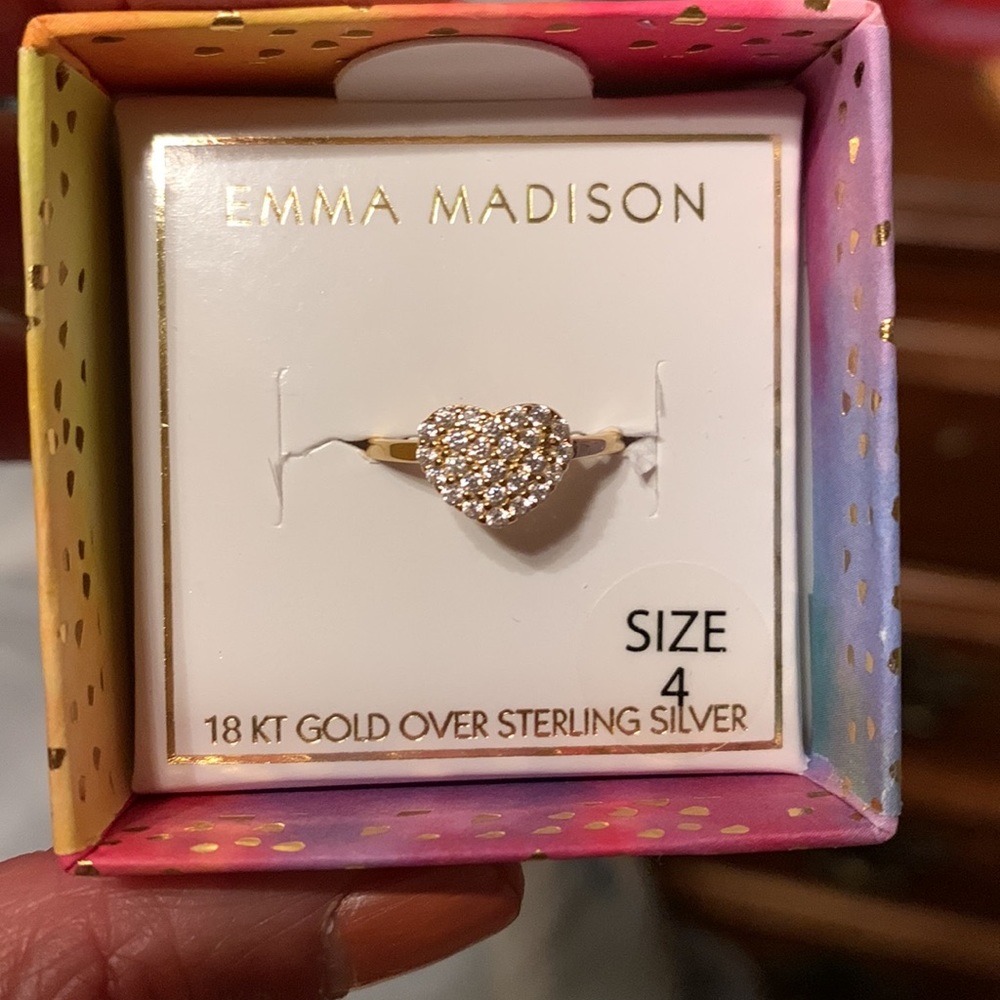 EMMA MADISON
SIZE
4
18 KT GOLD OVER STERLING SILVER